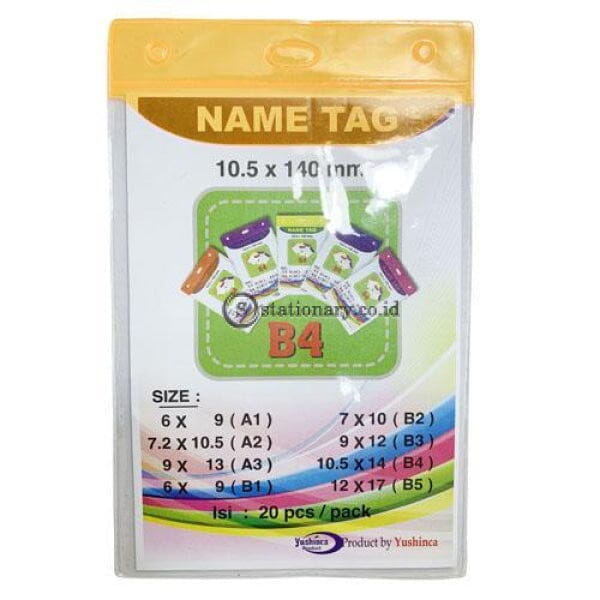 NAME TAG
10.5 x 140 mm
NAME TAG
stationary.co.id
B4
SIZE :
6 X 9 ( A1 ) 7 X 10 ( B2 )
7.2 X 10.5 ( A2 ) 9 X 12 ( B3 )
9 X 13 ( A3 ) 10.5 X 14 ( B4 )
6 X 9 ( B1 ) 12 X 17 ( B5 )
Isi : 20 pcs / pack
Yushinca Product by Yushinca
Product